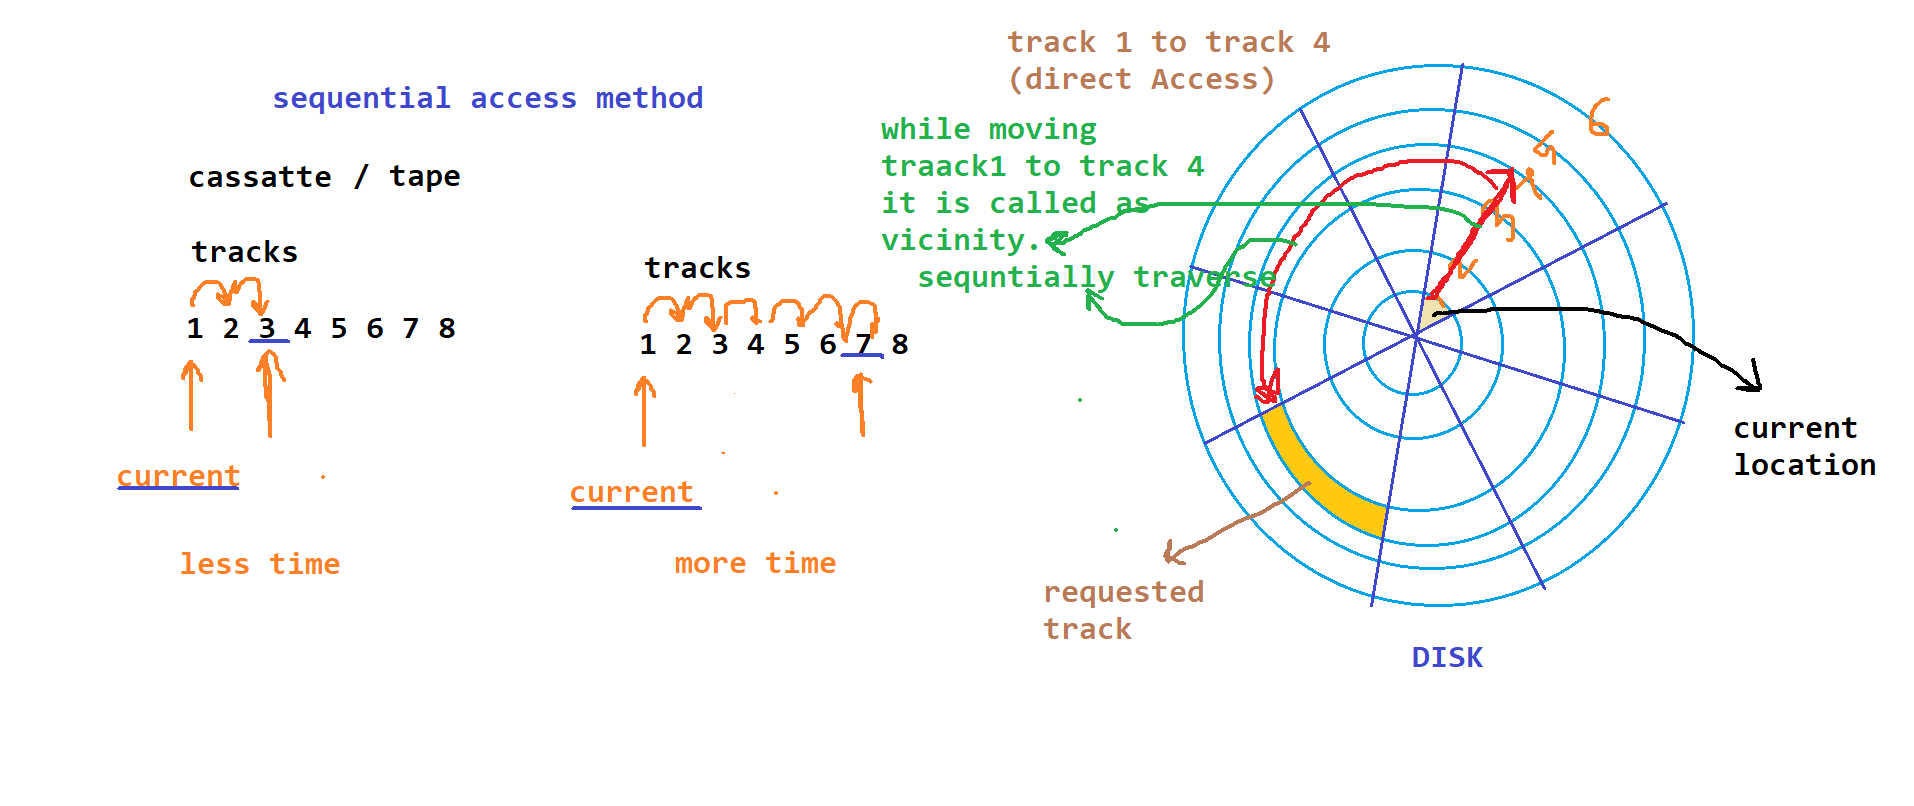 sequential access method
cassatte / tape
tracks
1 2 3 4 5 6 7 8
current
less time
tracks
1 2 3 4 5 6 7 8
current
more time
track 1 to track 4
(direct Access)
while moving
traack1 to track 4
it is called as
vicinity.
sequntially traverse
6
5
4
3
2
1
current
location
requested
track
DISK